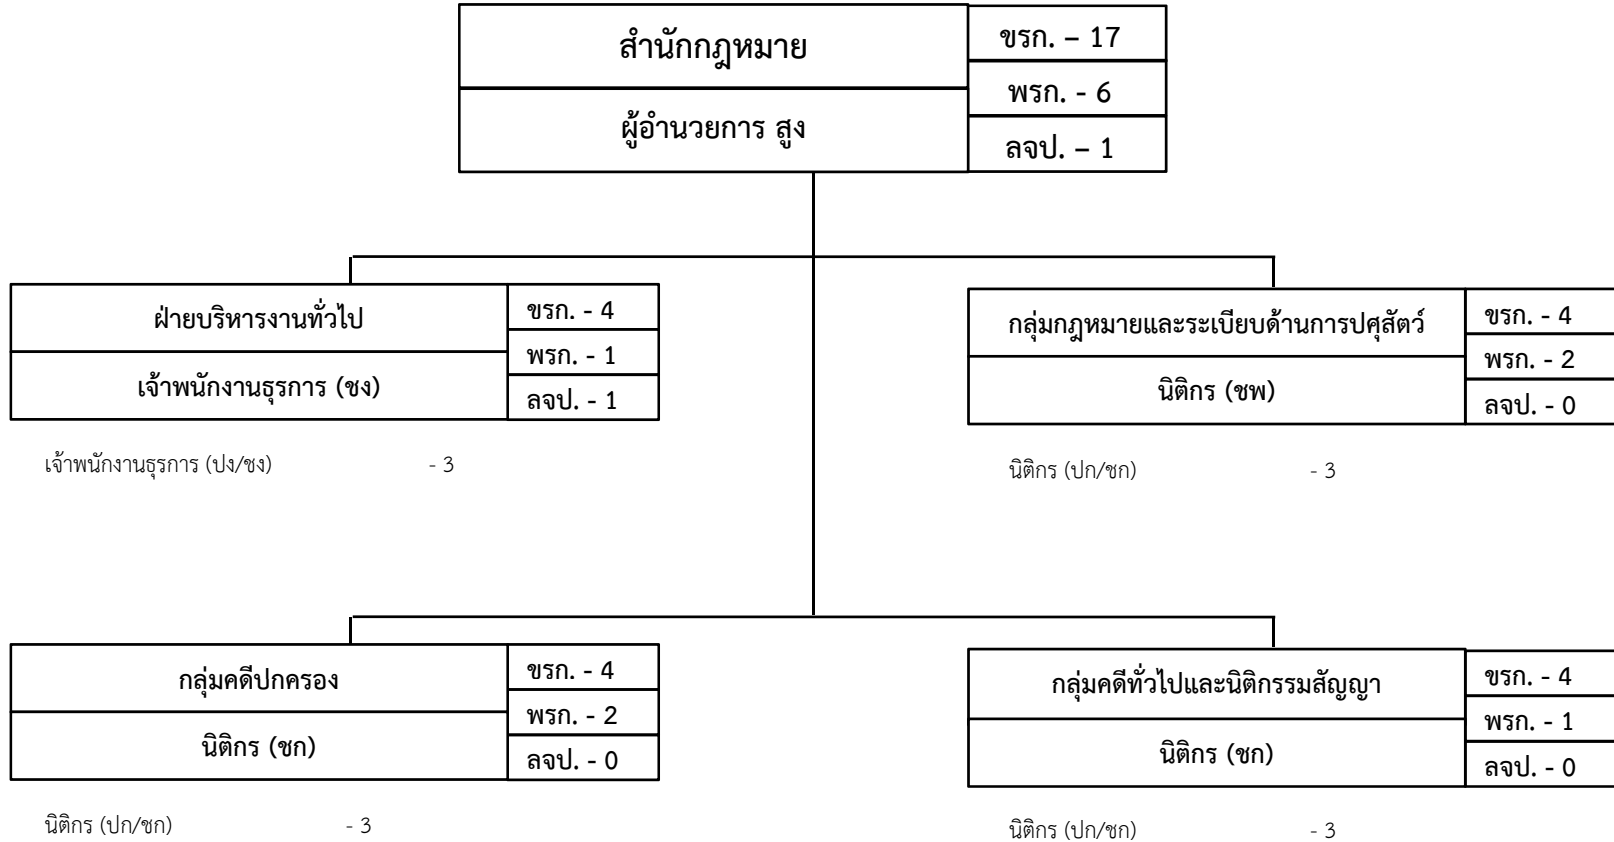 สำนักกฎหมาย
ผู้อำนวยการ สูง
ขรก. – 17
พรก. - 6
ลจป. – 1
ฝ่ายบริหารงานทั่วไป
เจ้าพนักงานธุรการ (ชง)
ขรก. - 4
พรก. - 1
ลจป. - 1
เจ้าพนักงานธุรการ (ปง/ชง) - 3
กลุ่มกฎหมายและระเบียบด้านการปศุสัตว์
นิติกร (ชพ)
ขรก. - 4
พรก. - 2
ลจป. - 0
นิติกร (ปก/ชก) - 3
กลุ่มคดีปกครอง
นิติกร (ชก)
ขรก. - 4
พรก. - 2
ลจป. - 0
นิติกร (ปก/ชก) - 3
กลุ่มคดีทั่วไปและนิติกรรมสัญญา
นิติกร (ชก)
ขรก. - 4
พรก. - 1
ลจป. - 0
นิติกร (ปก/ชก) - 3